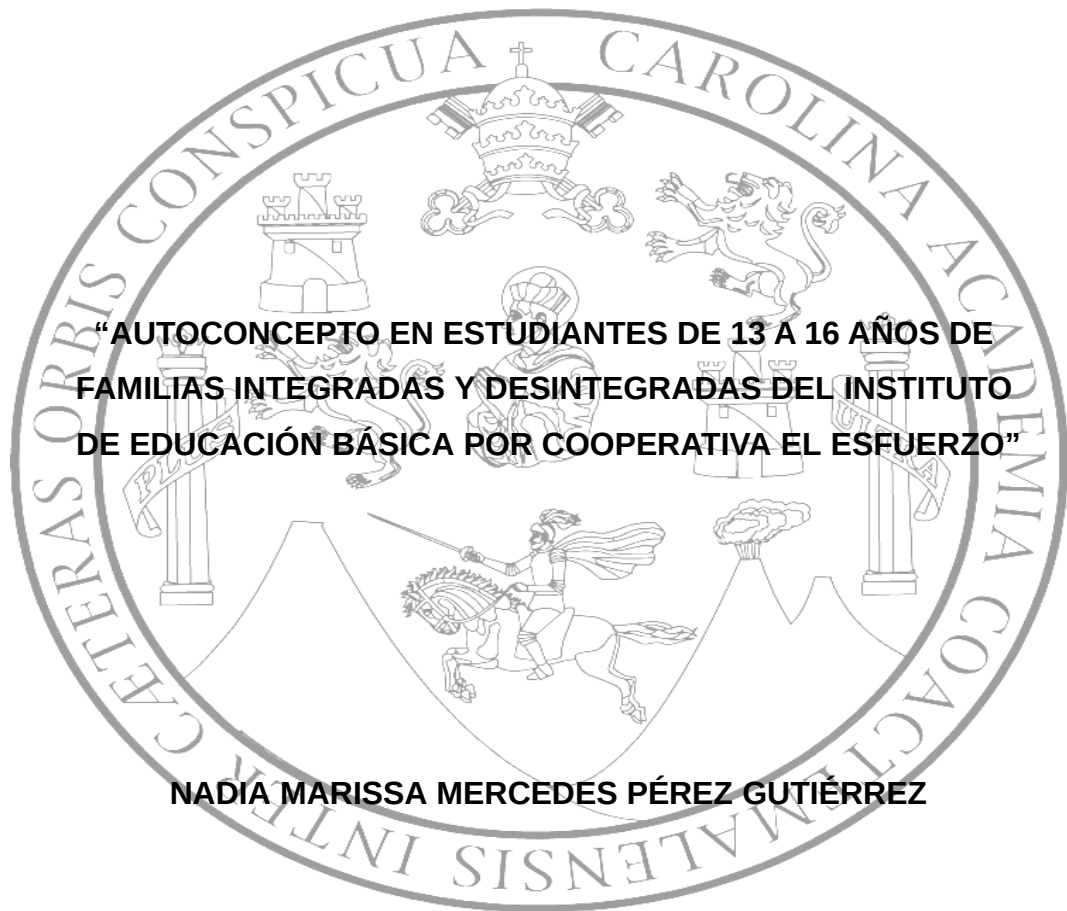 CAROLINA ACADEMIA COACTEMALENSIS INTER CÆTERAS ORBIS CONSPICUA
“AUTOCONCEPTO EN ESTUDIANTES DE 13 A 16 AÑOS DE
FAMILIAS INTEGRADAS Y DESINTEGRADAS DEL INSTITUTO
DE EDUCACIÓN BÁSICA POR COOPERATIVA EL ESFUERZO”
PLUS
ULTRA
NADIA MARISSA MERCEDES PÉREZ GUTIÉRREZ